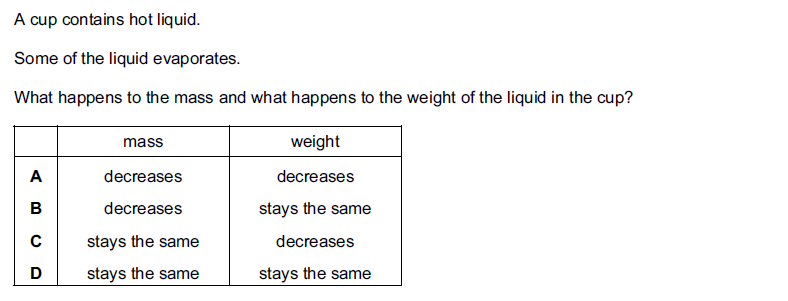 A cup contains hot liquid.
Some of the liquid evaporates.
What happens to the mass and what happens to the weight of the liquid in the cup?
mass weight
A decreases decreases
B decreases stays the same
C stays the same decreases
D stays the same stays the same